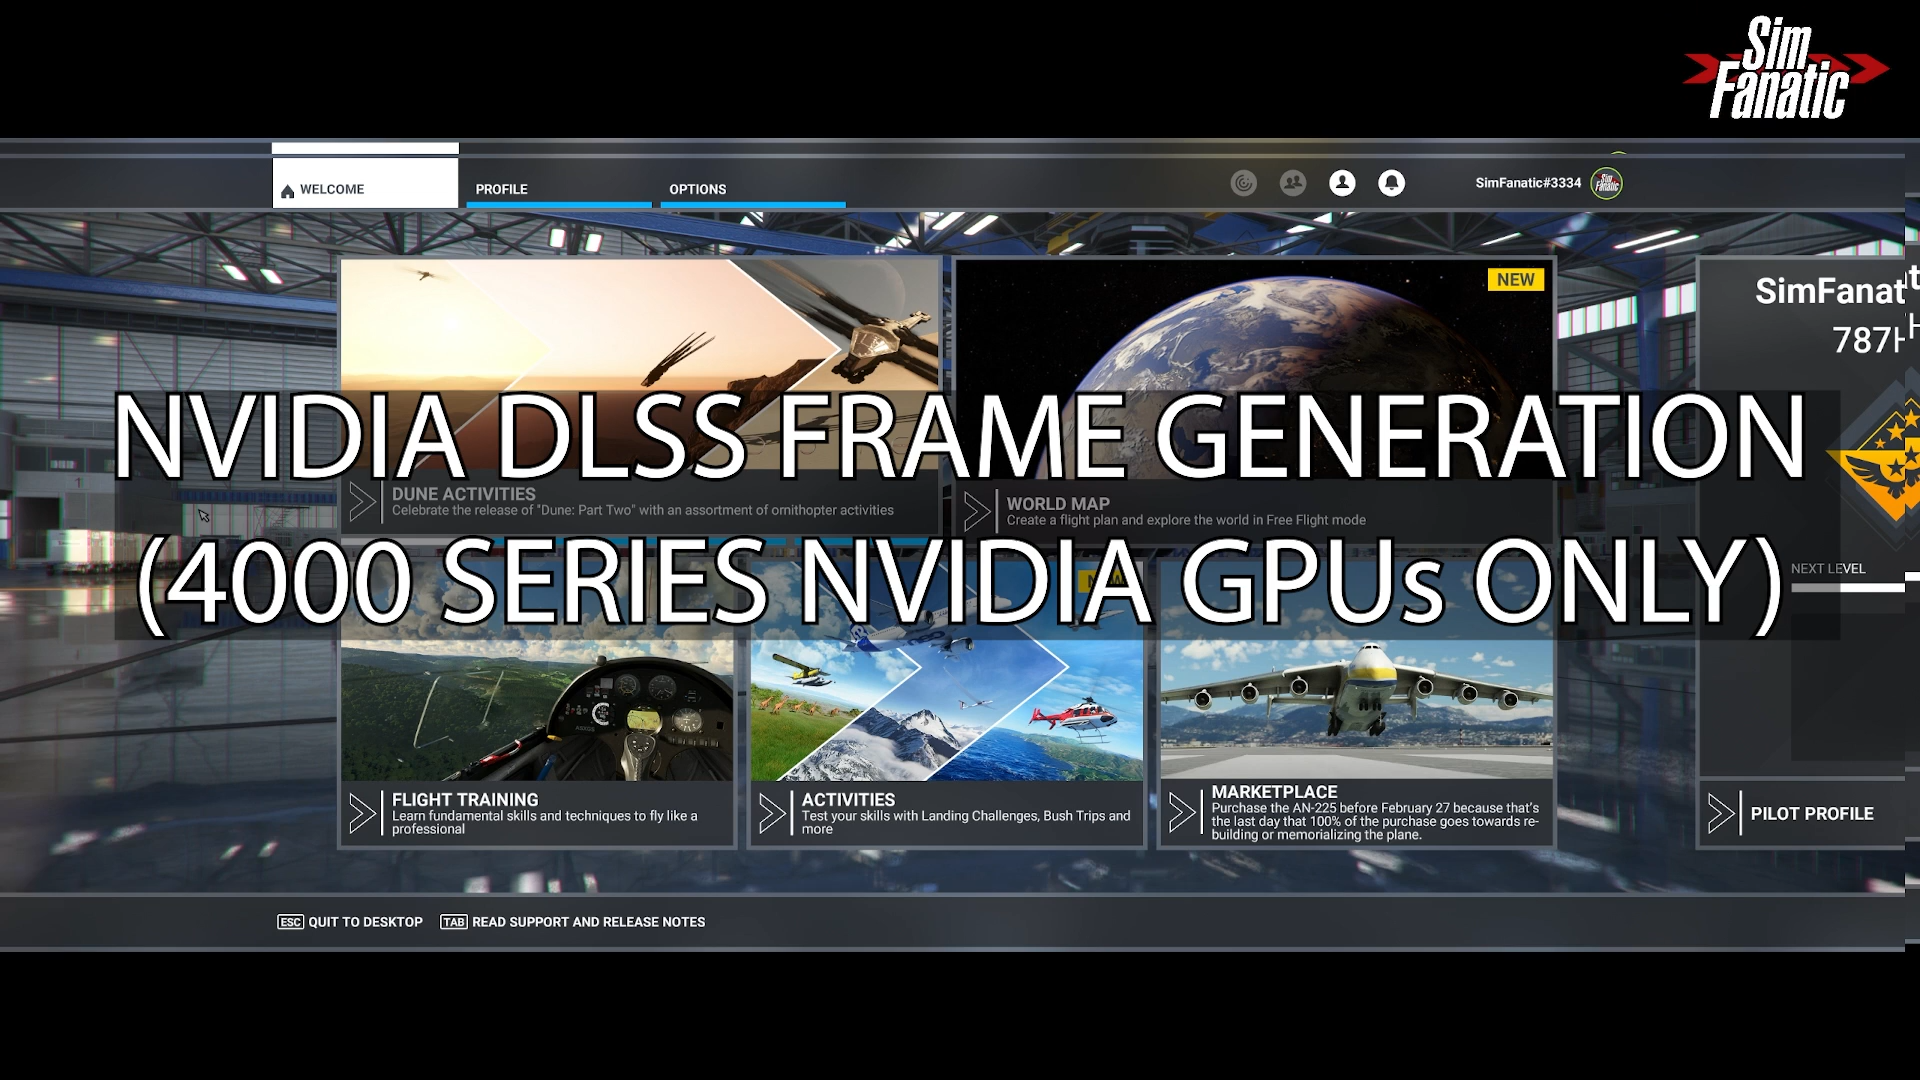 Sim
Fanatic
WELCOME
PROFILE
OPTIONS
SimFanatic#3334
NEW
SimFanat
787H
NVIDIA DLSS FRAME GENERATION
DUNE ACTIVITIES
Celebrate the release of "Dune: Part Two" with an assortment of ornithopter activities
WORLD MAP
Create a flight plan and explore the world in Free Flight mode
(4000 SERIES NVIDIA GPUs ONLY)
NEXT LEVEL
FLIGHT TRAINING
Learn fundamental skills and techniques to fly like a
professional
ACTIVITIES
Test your skills with Landing Challenges, Bush Trips and
more
MARKETPLACE
Purchase the AN-225 before February 27 because that's
the last day that 100% of the purchase goes towards re-
building or memorializing the plane.
PILOT PROFILE
ESC QUIT TO DESKTOP
TAB READ SUPPORT AND RELEASE NOTES